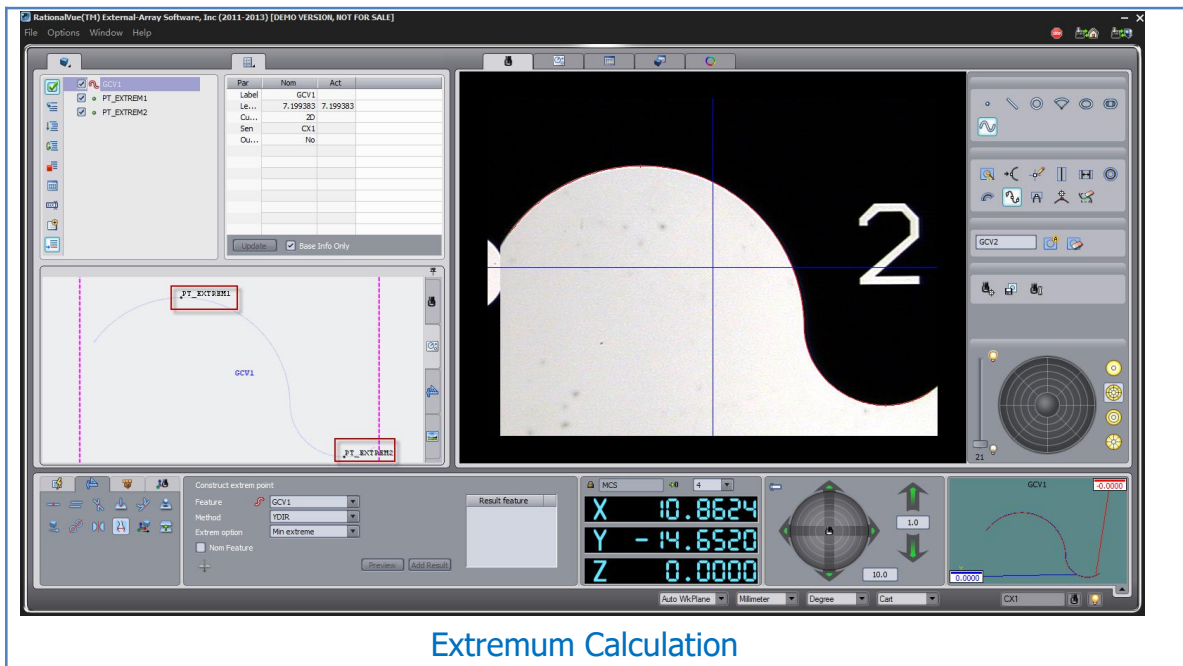 RationalVue(TM) External-Array Software, Inc (2011-2013) [DEMO VERSION, NOT FOR SALE]
File Options Window Help
GCV1
PT_EXTREM1
PT_EXTREM2
Par Nom Act
Label GCV1
Le... 7.199383 7.199383
Cu... 2D
Sen CX1
Ou... No
Update Base Info Only
2
GCV2
PT_EXTREM1
GCV1
PT_EXTREM2
21
Construct extrem point
Feature GCV1
Method YDIR
Extrem option Min extreme
Nom Feature
Preview Add Result
Result feature
MCS 4
X 10.8624
Y -14.6520
Z 0.0000
1.0
10.0
GCV1
-0.0000
0.0000
Auto WkPlane Millimeter Degree Cart CX1
Extremum Calculation